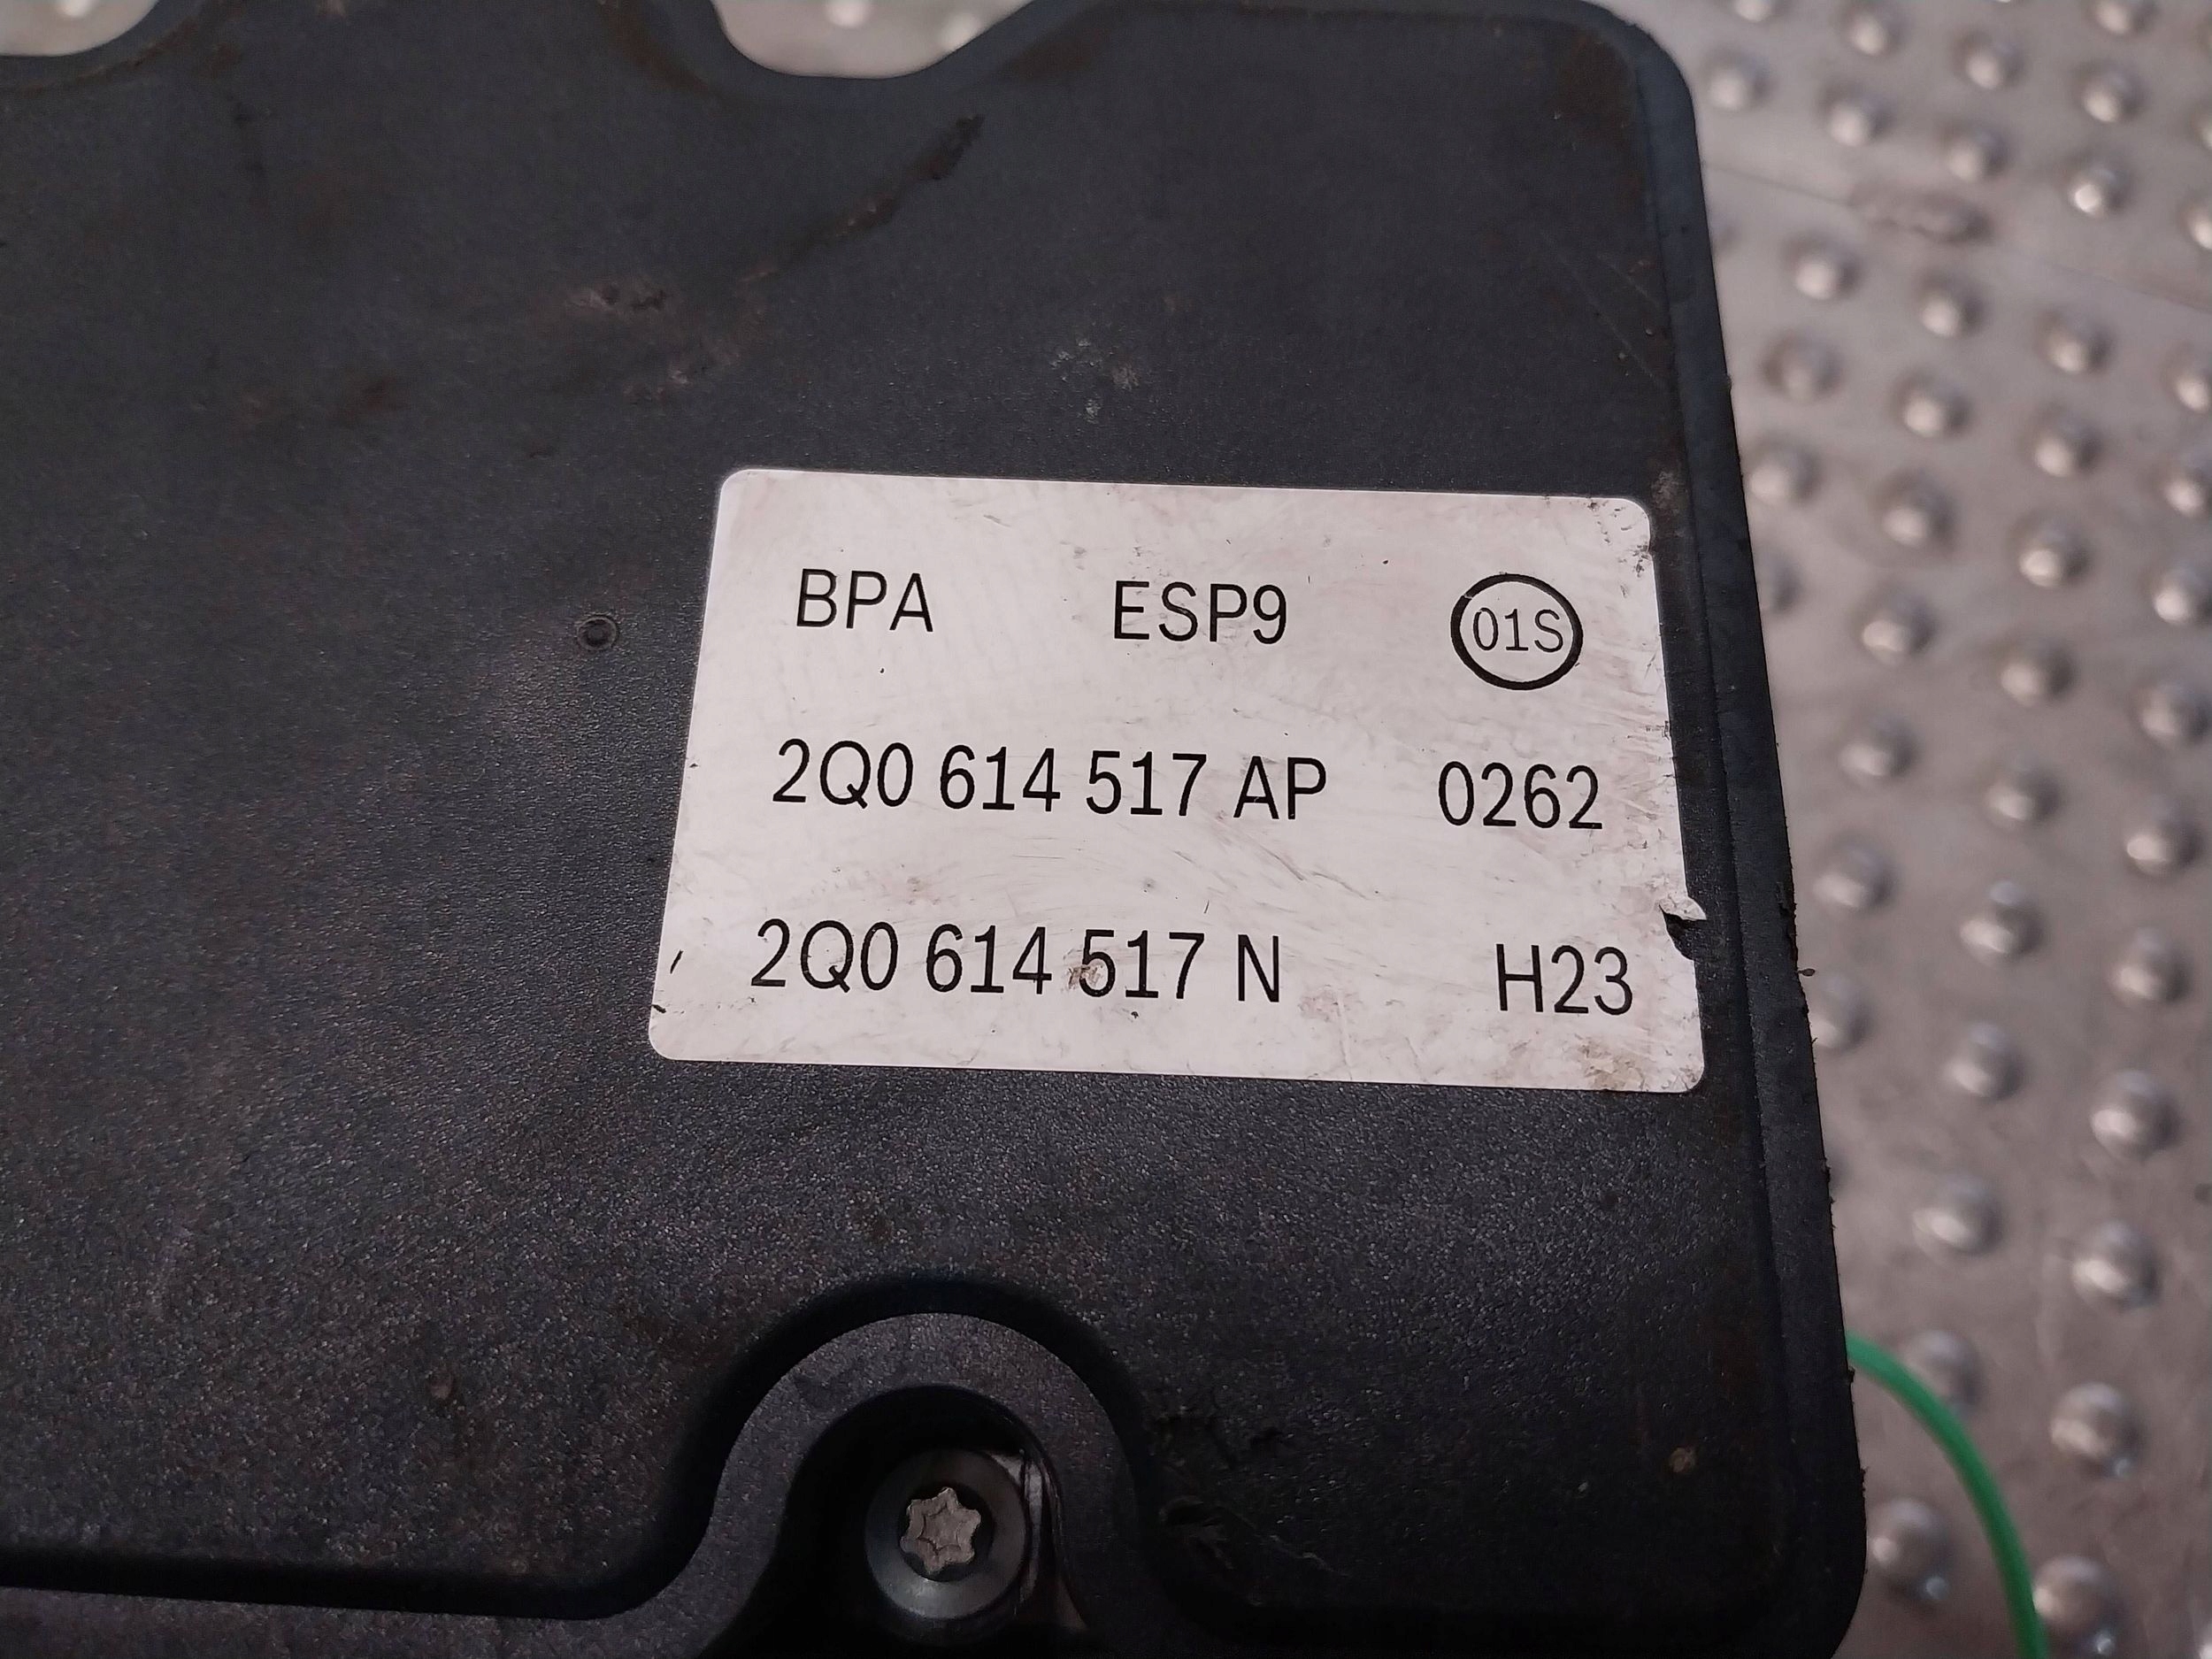 BPA ESP9 01S
2Q0 614 517 AP 0262
2Q0 614 517 N H23